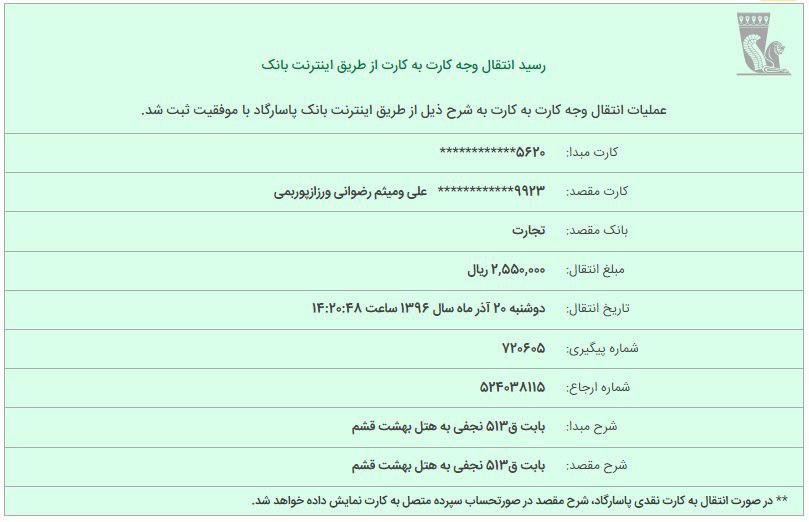 رسید انتقال وجه کارت به کارت از طریق اینترنت بانک
عملیات انتقال وجه کارت به کارت به شرح ذیل از طریق اینترنت بانک پاسارگاد با موفقیت ثبت شد.
کارت مبدا: ۵۶۲۰************
کارت مقصد: ۹۹۲۳************ علی ومیثم رضوانی ورزازپوریمی
بانک مقصد: تجارت
مبلغ انتقال: ۲,۵۵۰,۰۰۰ ریال
تاریخ انتقال: دوشنبه ۲۰ آذر ماه سال ۱۳۹۶ ساعت ۱۴:۲۰:۴۸
شماره پیگیری: ۷۲۰۶۰۵
شماره ارجاع: ۵۲۴۰۳۸۱۱۵
شرح مبدا: بابت ق۵۱۳ نجفی به هتل بهشت قشم
شرح مقصد: بابت ق۵۱۳ نجفی به هتل بهشت قشم
** در صورت انتقال به کارت نقدی پاسارگاد، شرح مقصد در صورتحساب سپرده متصل به کارت نمایش داده خواهد شد.